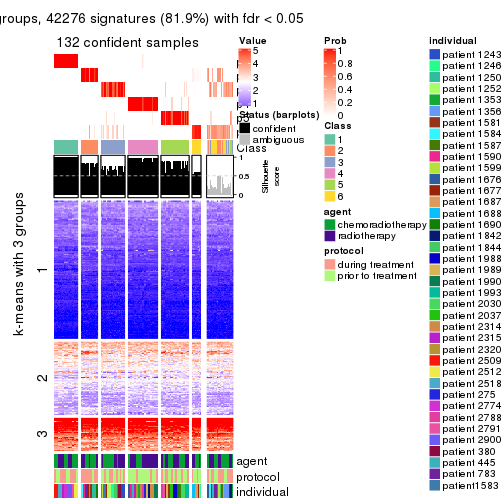 groups, 42276 signatures (81.9%) with fdr < 0.05
132 confident samples
k-means with 3 groups
1
2
3
Class
1
0.5
0
Silhouette
score
agent
protocol
individual
Value
5
4
3
2
1
Status (barplots)
confident
ambiguous
Prob
1
0.8
0.6
0.4
0.2
0
Class
1
2
3
4
5
6
agent
chemoradiotherapy
radiotherapy
protocol
during treatment
prior to treatment
individual
patient 1243
patient 1246
patient 1250
patient 1252
patient 1353
patient 1356
patient 1581
patient 1584
patient 1587
patient 1590
patient 1599
patient 1676
patient 1677
patient 1687
patient 1688
patient 1690
patient 1842
patient 1844
patient 1988
patient 1989
patient 1990
patient 1993
patient 2030
patient 2037
patient 2314
patient 2315
patient 2320
patient 2509
patient 2512
patient 2518
patient 275
patient 2774
patient 2788
patient 2791
patient 2900
patient 380
patient 445
patient 783
patient1583